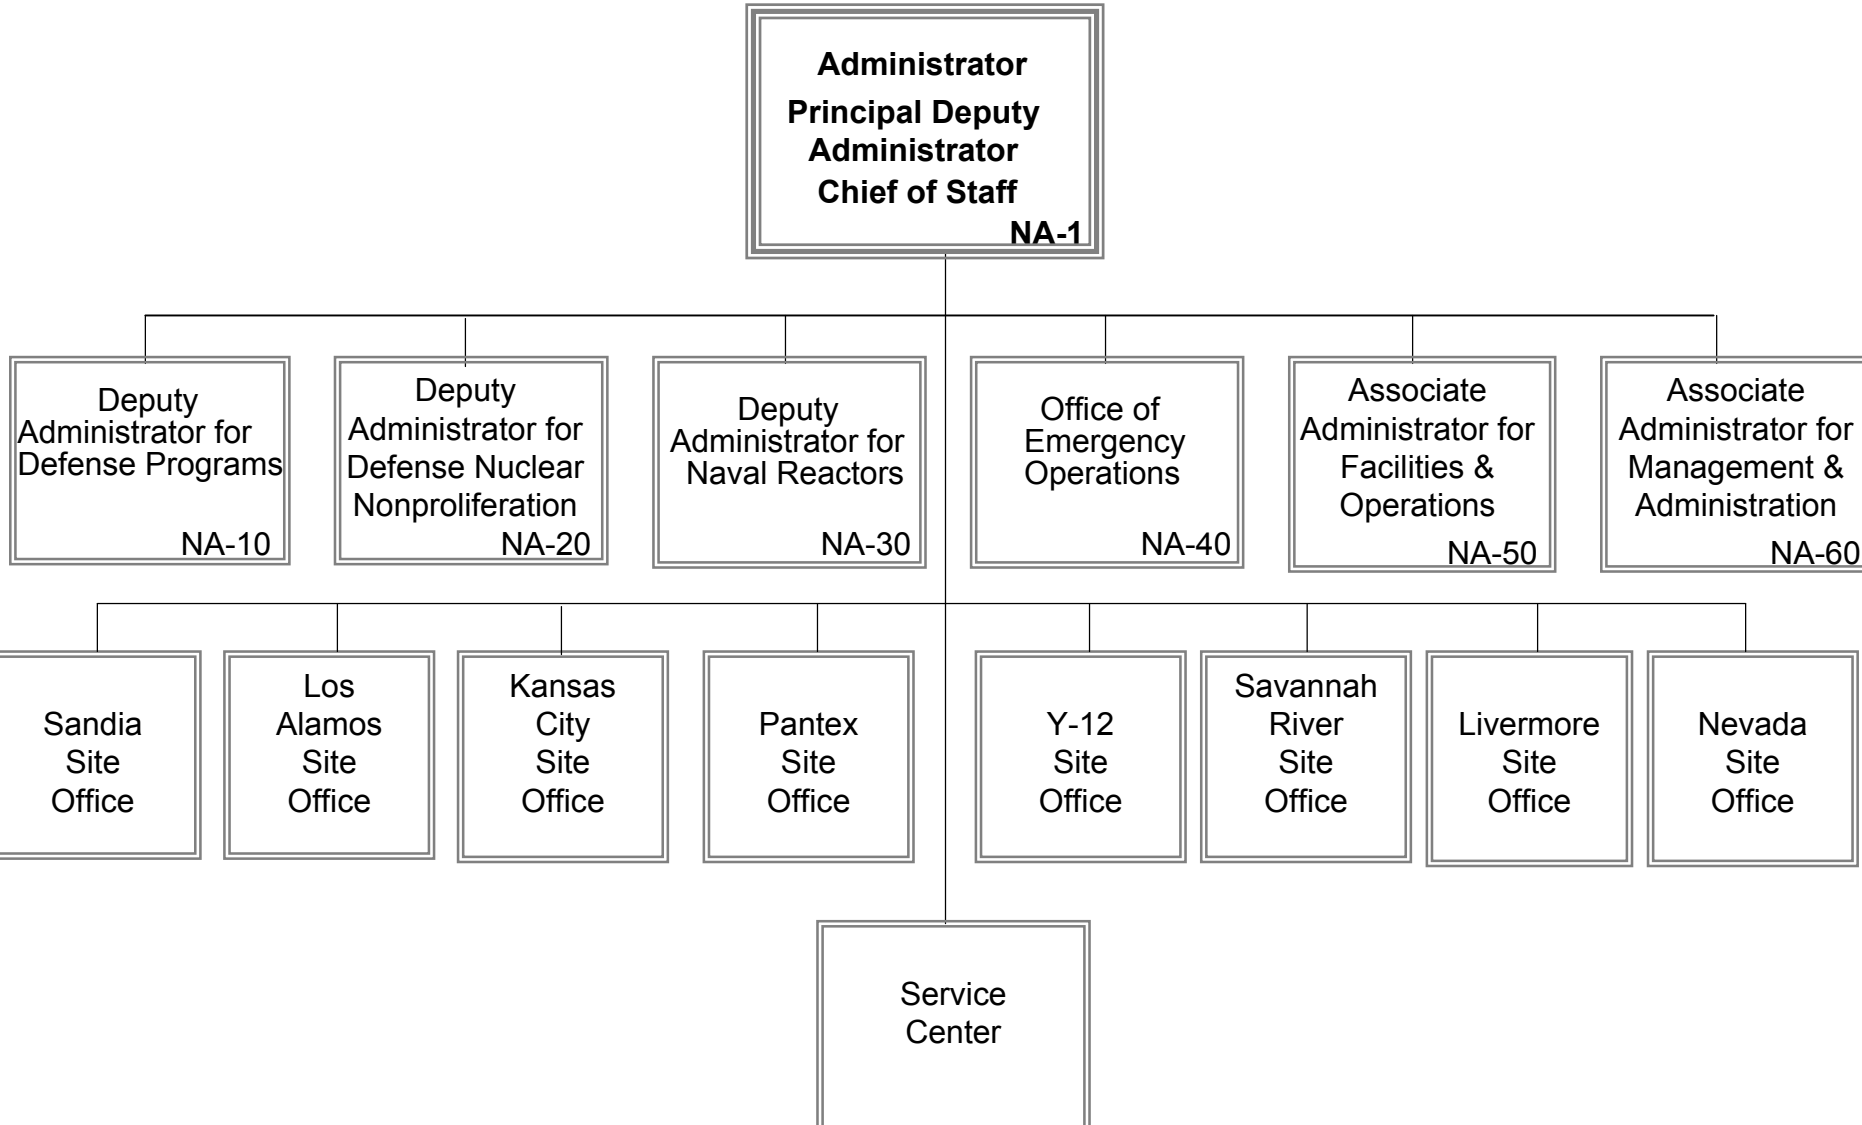 Administrator
Principal Deputy
Administrator
Chief of Staff
NA-1
Deputy
Administrator for
Defense Programs
NA-10
Deputy
Administrator for
Defense Nuclear
Nonproliferation
NA-20
Deputy
Administrator for
Naval Reactors
NA-30
Office of
Emergency
Operations
NA-40
Associate
Administrator for
Facilities &
Operations
NA-50
Associate
Administrator for
Management &
Administration
NA-60
Sandia
Site
Office
Los
Alamos
Site
Office
Kansas
City
Site
Office
Pantex
Site
Office
Y-12
Site
Office
Savannah
River
Site
Office
Livermore
Site
Office
Nevada
Site
Office
Service
Center